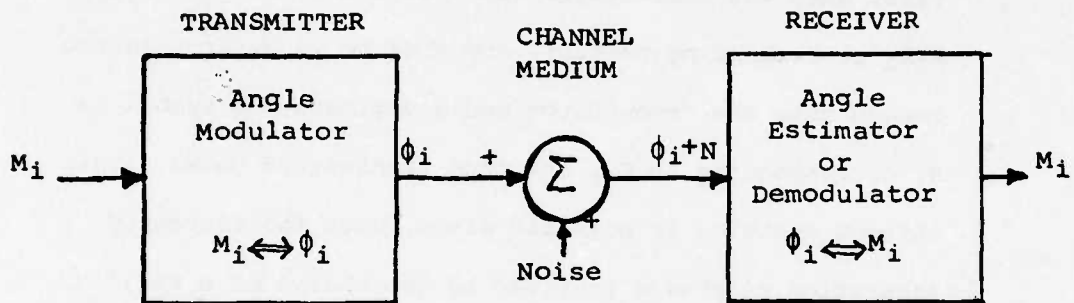 TRANSMITTER
CHANNEL
MEDIUM
RECEIVER
Angle
Modulator
M_i
M_i ⇔ ϕ_i
ϕ_i
+
Σ
+
Noise
ϕ_i+N
Angle
Estimator
or
Demodulator
ϕ_i ⇔ M_i
M_i